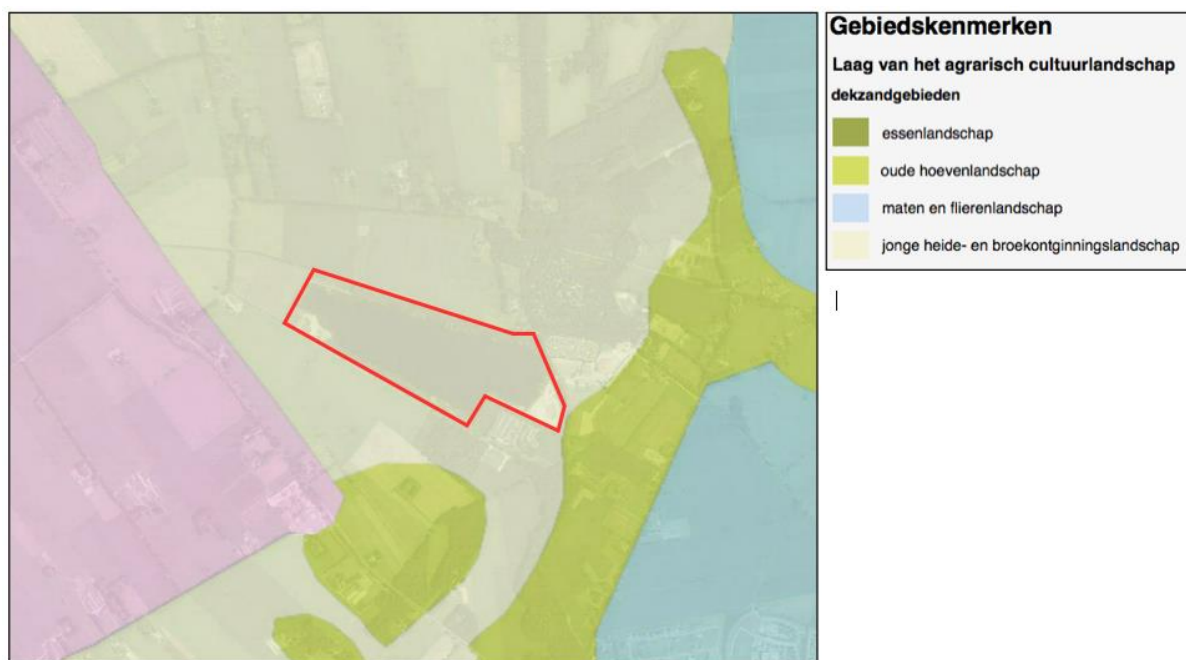 Gebiedskenmerken
Laag van het agrarisch cultuurlandschap
dekzandgebieden
essenlandschap
oude hoevenlandschap
maten en flierenlandschap
jonge heide- en broekontginningslandschap